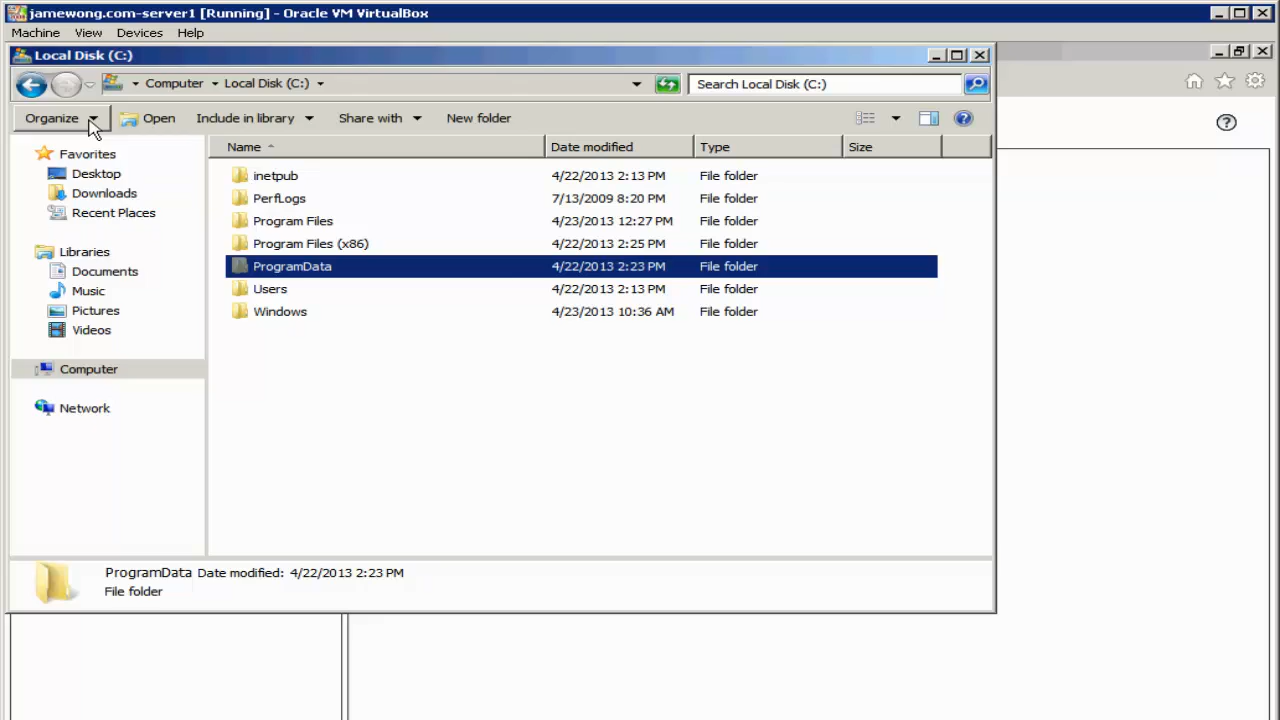 jamewong.com-server1 [Running] - Oracle VM VirtualBox
Machine View Devices Help
Local Disk (C:)
Computer Local Disk (C:) Search Local Disk (C:)
Organize Open Include in library Share with New folder
Name Date modified Type Size
Favorites
Desktop
Downloads
Recent Places
Libraries
Documents
Music
Pictures
Videos
Computer
Network
inetpub 4/22/2013 2:13 PM File folder
PerfLogs 7/13/2009 8:20 PM File folder
Program Files 4/23/2013 12:27 PM File folder
Program Files (x86) 4/22/2013 2:25 PM File folder
ProgramData 4/22/2013 2:23 PM File folder
Users 4/22/2013 2:13 PM File folder
Windows 4/23/2013 10:36 AM File folder
ProgramData Date modified: 4/22/2013 2:23 PM
File folder